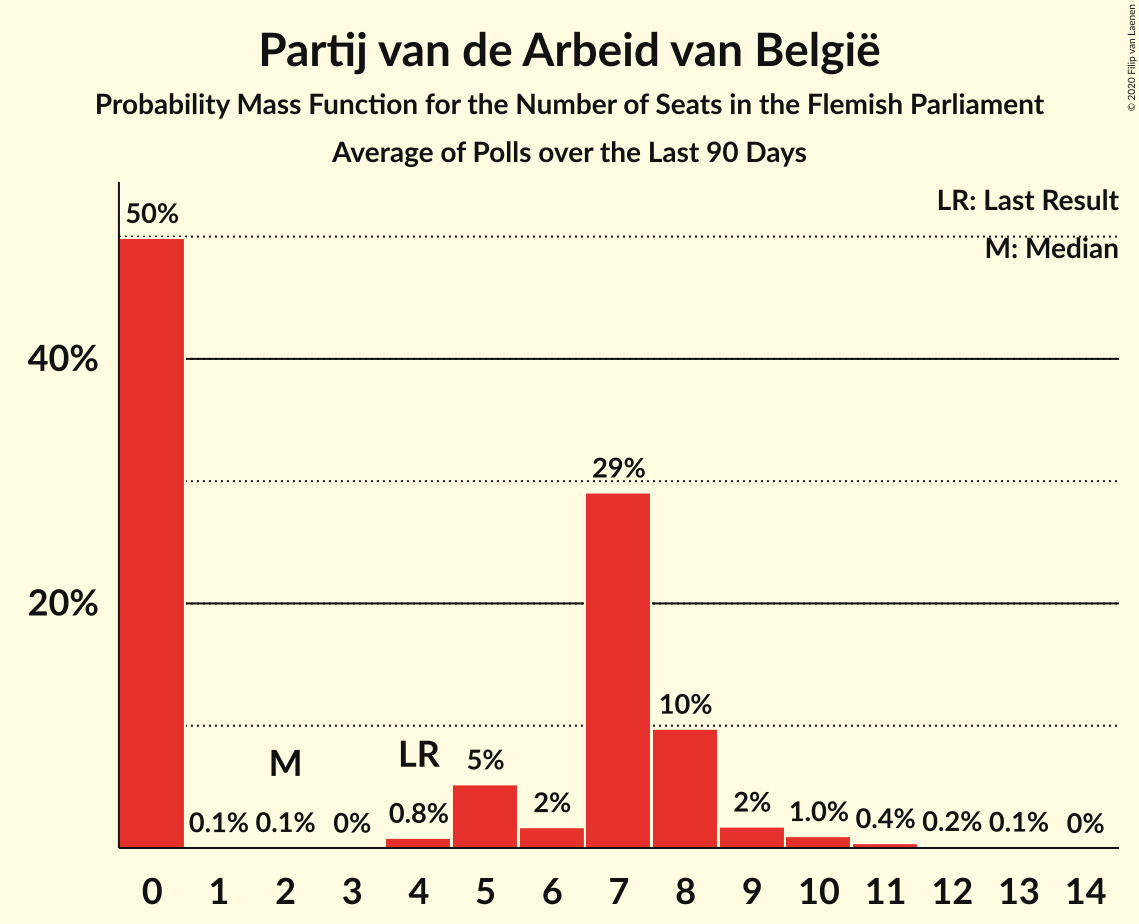 Partij van de Arbeid van België
Probability Mass Function for the Number of Seats in the Flemish Parliament
Average of Polls over the Last 90 Days
© 2020 Filip van Laenen
LR: Last Result
M: Median
50%
40%
29%
20%
10%
M
LR
5%
0.1%
0.1%
0%
0.8%
2%
2%
1.0%
0.4%
0.2%
0.1%
0%
0 1 2 3 4 5 6 7 8 9 10 11 12 13 14